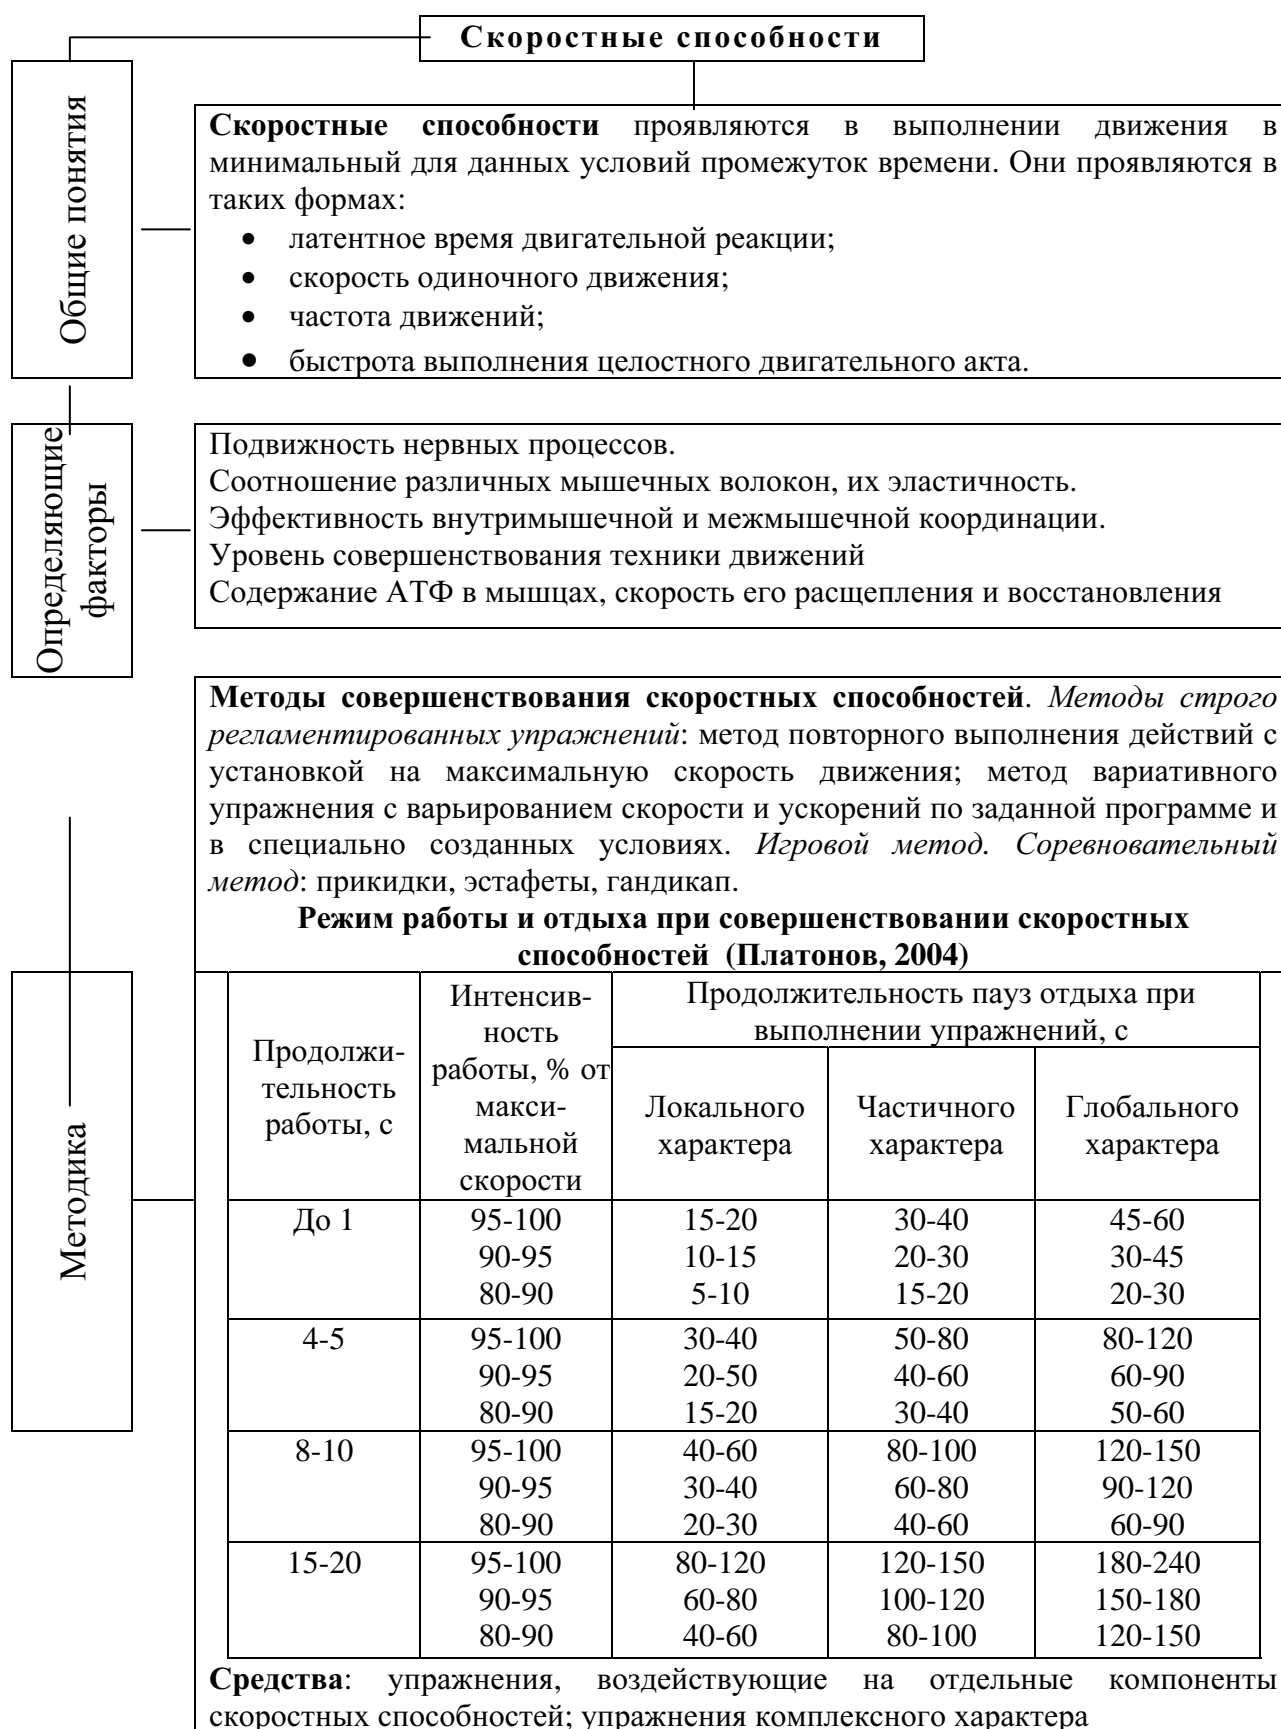 Скоростные способности
Общие понятия
Скоростные способности проявляются в выполнении движения в
минимальный для данных условий промежуток времени. Они проявляются в
таких формах:
• латентное время двигательной реакции;
• скорость одиночного движения;
• частота движений;
• быстрота выполнения целостного двигательного акта.
Определяющие
факторы
Подвижность нервных процессов.
Соотношение различных мышечных волокон, их эластичность.
Эффективность внутримышечной и межмышечной координации.
Уровень совершенствования техники движений
Содержание АТФ в мышцах, скорость его расщепления и восстановления
Методика
Методы совершенствования скоростных способностей. Методы строго
регламентированных упражнений: метод повторного выполнения действий с
установкой на максимальную скорость движения; метод вариативного
упражнения с варьированием скорости и ускорений по заданной программе и
в специально созданных условиях. Игровой метод. Соревновательный
метод: прикидки, эстафеты, гандикап.
Режим работы и отдыха при совершенствовании скоростных
способностей (Платонов, 2004)
Продолжи-
тельность
работы, с
Интенсив-
ность
работы, % от
макси-
мальной
скорости
Продолжительность пауз отдыха при
выполнении упражнений, с
Локального
характера
Частичного
характера
Глобального
характера
До 1 95-100 15-20 30-40 45-60
90-95 10-15 20-30 30-45
80-90 5-10 15-20 20-30
4-5 95-100 30-40 50-80 80-120
90-95 20-50 40-60 60-90
80-90 15-20 30-40 50-60
8-10 95-100 40-60 80-100 120-150
90-95 30-40 60-80 90-120
80-90 20-30 40-60 60-90
15-20 95-100 80-120 120-150 180-240
90-95 60-80 100-120 150-180
80-90 40-60 80-100 120-150
Средства: упражнения, воздействующие на отдельные компоненты
скоростных способностей; упражнения комплексного характера